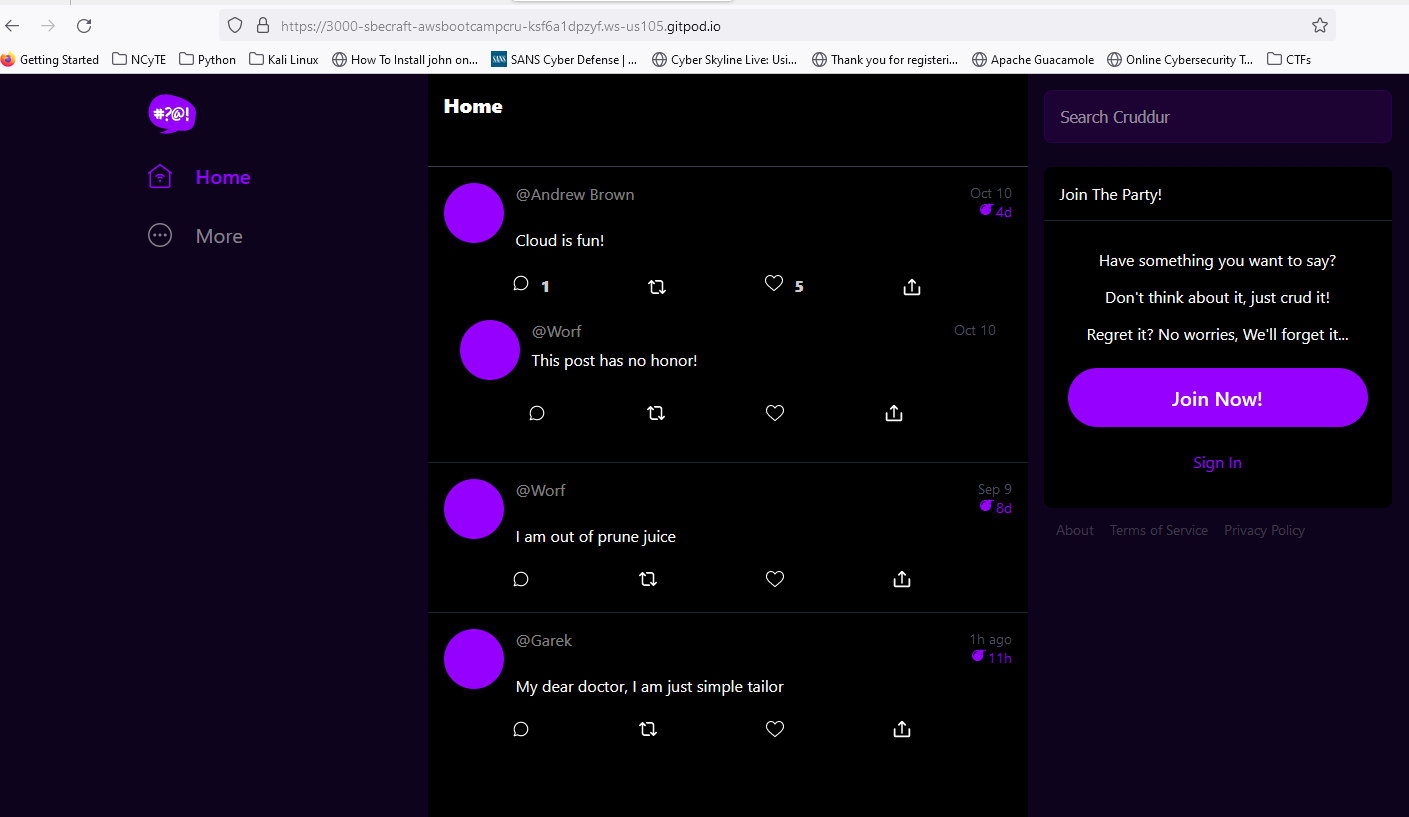 https://3000-sbecraft-awsbootcampcru-ksf6a1dpzyf.ws-us105.gitpod.io
Getting Started NCyTE Python Kali Linux How To Install john on... SANS SANS Cyber Defense | ... Cyber Skyline Live: Usi... Thank you for registeri... Apache Guacamole Online Cybersecurity T... CTFs
#?@!
Home
More
Home
@Andrew Brown
Oct 10
4d
Cloud is fun!
1 5
@Worf
Oct 10
This post has no honor!
@Worf
Sep 9
8d
I am out of prune juice
@Garek
1h ago
11h
My dear doctor, I am just simple tailor
Search Cruddur
Join The Party!
Have something you want to say?
Don't think about it, just crud it!
Regret it? No worries, We'll forget it...
Join Now!
Sign In
About Terms of Service Privacy Policy